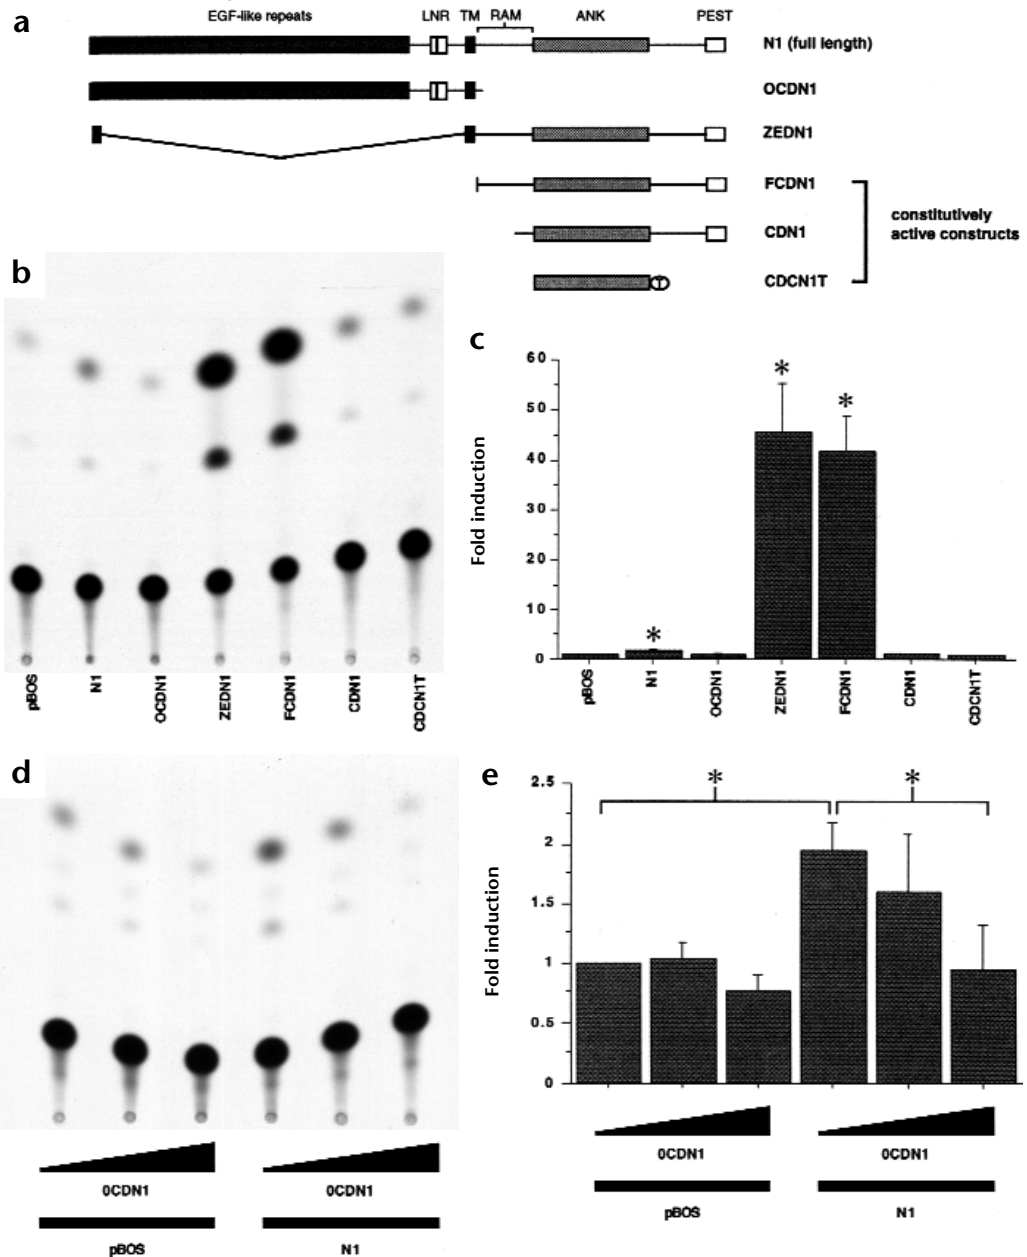 a
EGF-like repeats LNR TM RAM ANK PEST
N1 (full length)
OCDN1
ZEDN1
FCDN1
CDN1
CDCN1T
constitutively
active constructs
T
b
pBOS N1 OCDN1 ZEDN1 FCDN1 CDN1 CDCN1T
c
Fold induction
60
50
40
30
20
10
0
* * *
pBOS N1 OCDN1 ZEDN1 FCDN1 CDN1 CDCN1T
d
0CDN1 0CDN1
pBOS N1
e
Fold induction
2.5
2
1.5
1
0.5
0
* *
0CDN1 0CDN1
pBOS N1